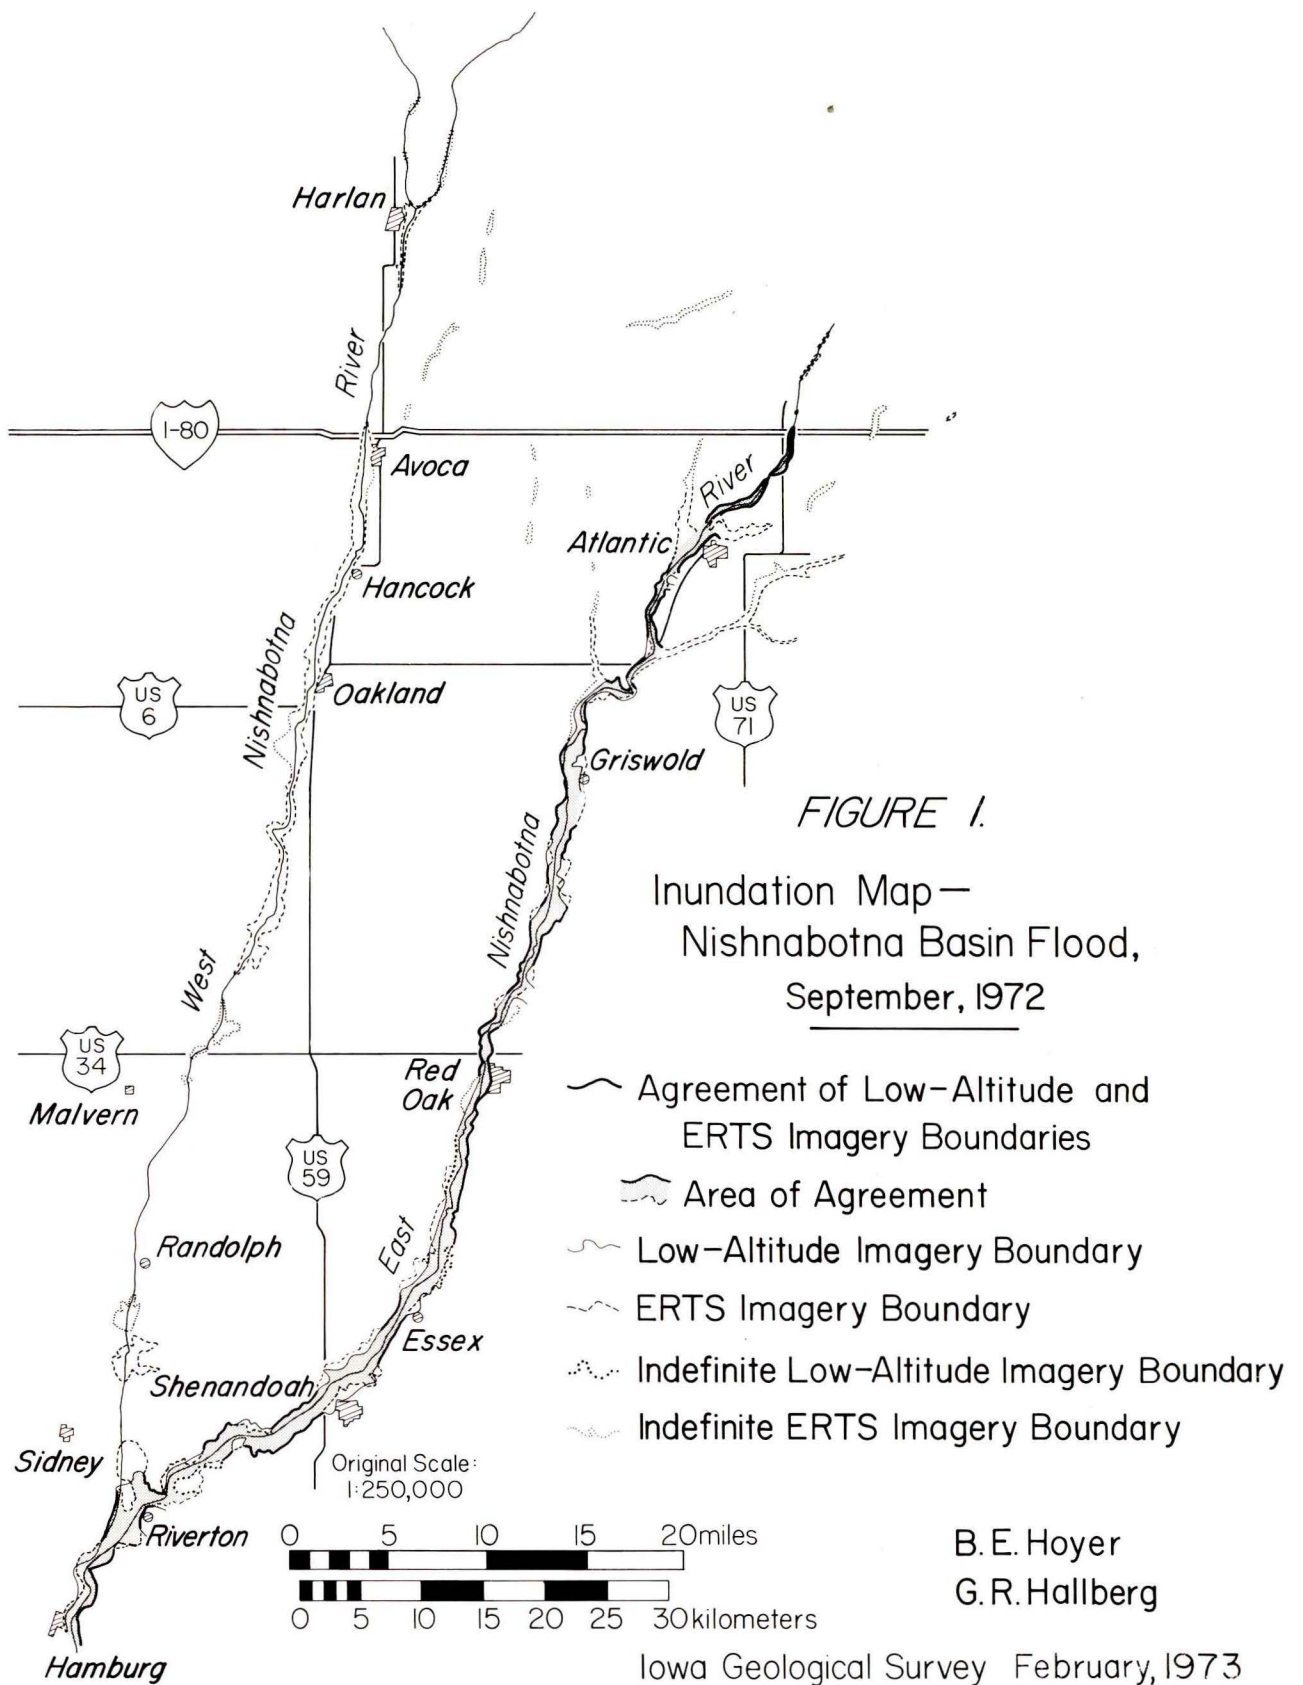 Harlan
River
I-80
Avoca
River
Atlantic
Hancock
Nishnabotna
US
6
Oakland
US
71
Griswold
FIGURE 1.
Nishnabotna
Inundation Map—
Nishnabotna Basin Flood,
September, 1972
West
US
34
Malvern
Red
Oak
Agreement of Low-Altitude and
ERTS Imagery Boundaries
US
59
Area of Agreement
East
Randolph
Low-Altitude Imagery Boundary
ERTS Imagery Boundary
Essex
Shenandoah
Indefinite Low-Altitude Imagery Boundary
Indefinite ERTS Imagery Boundary
Sidney
Original Scale:
1:250,000
Riverton
0 5 10 15 20 miles
0 5 10 15 20 25 30 kilometers
B. E. Hoyer
G. R. Hallberg
Hamburg
Iowa Geological Survey February, 1973